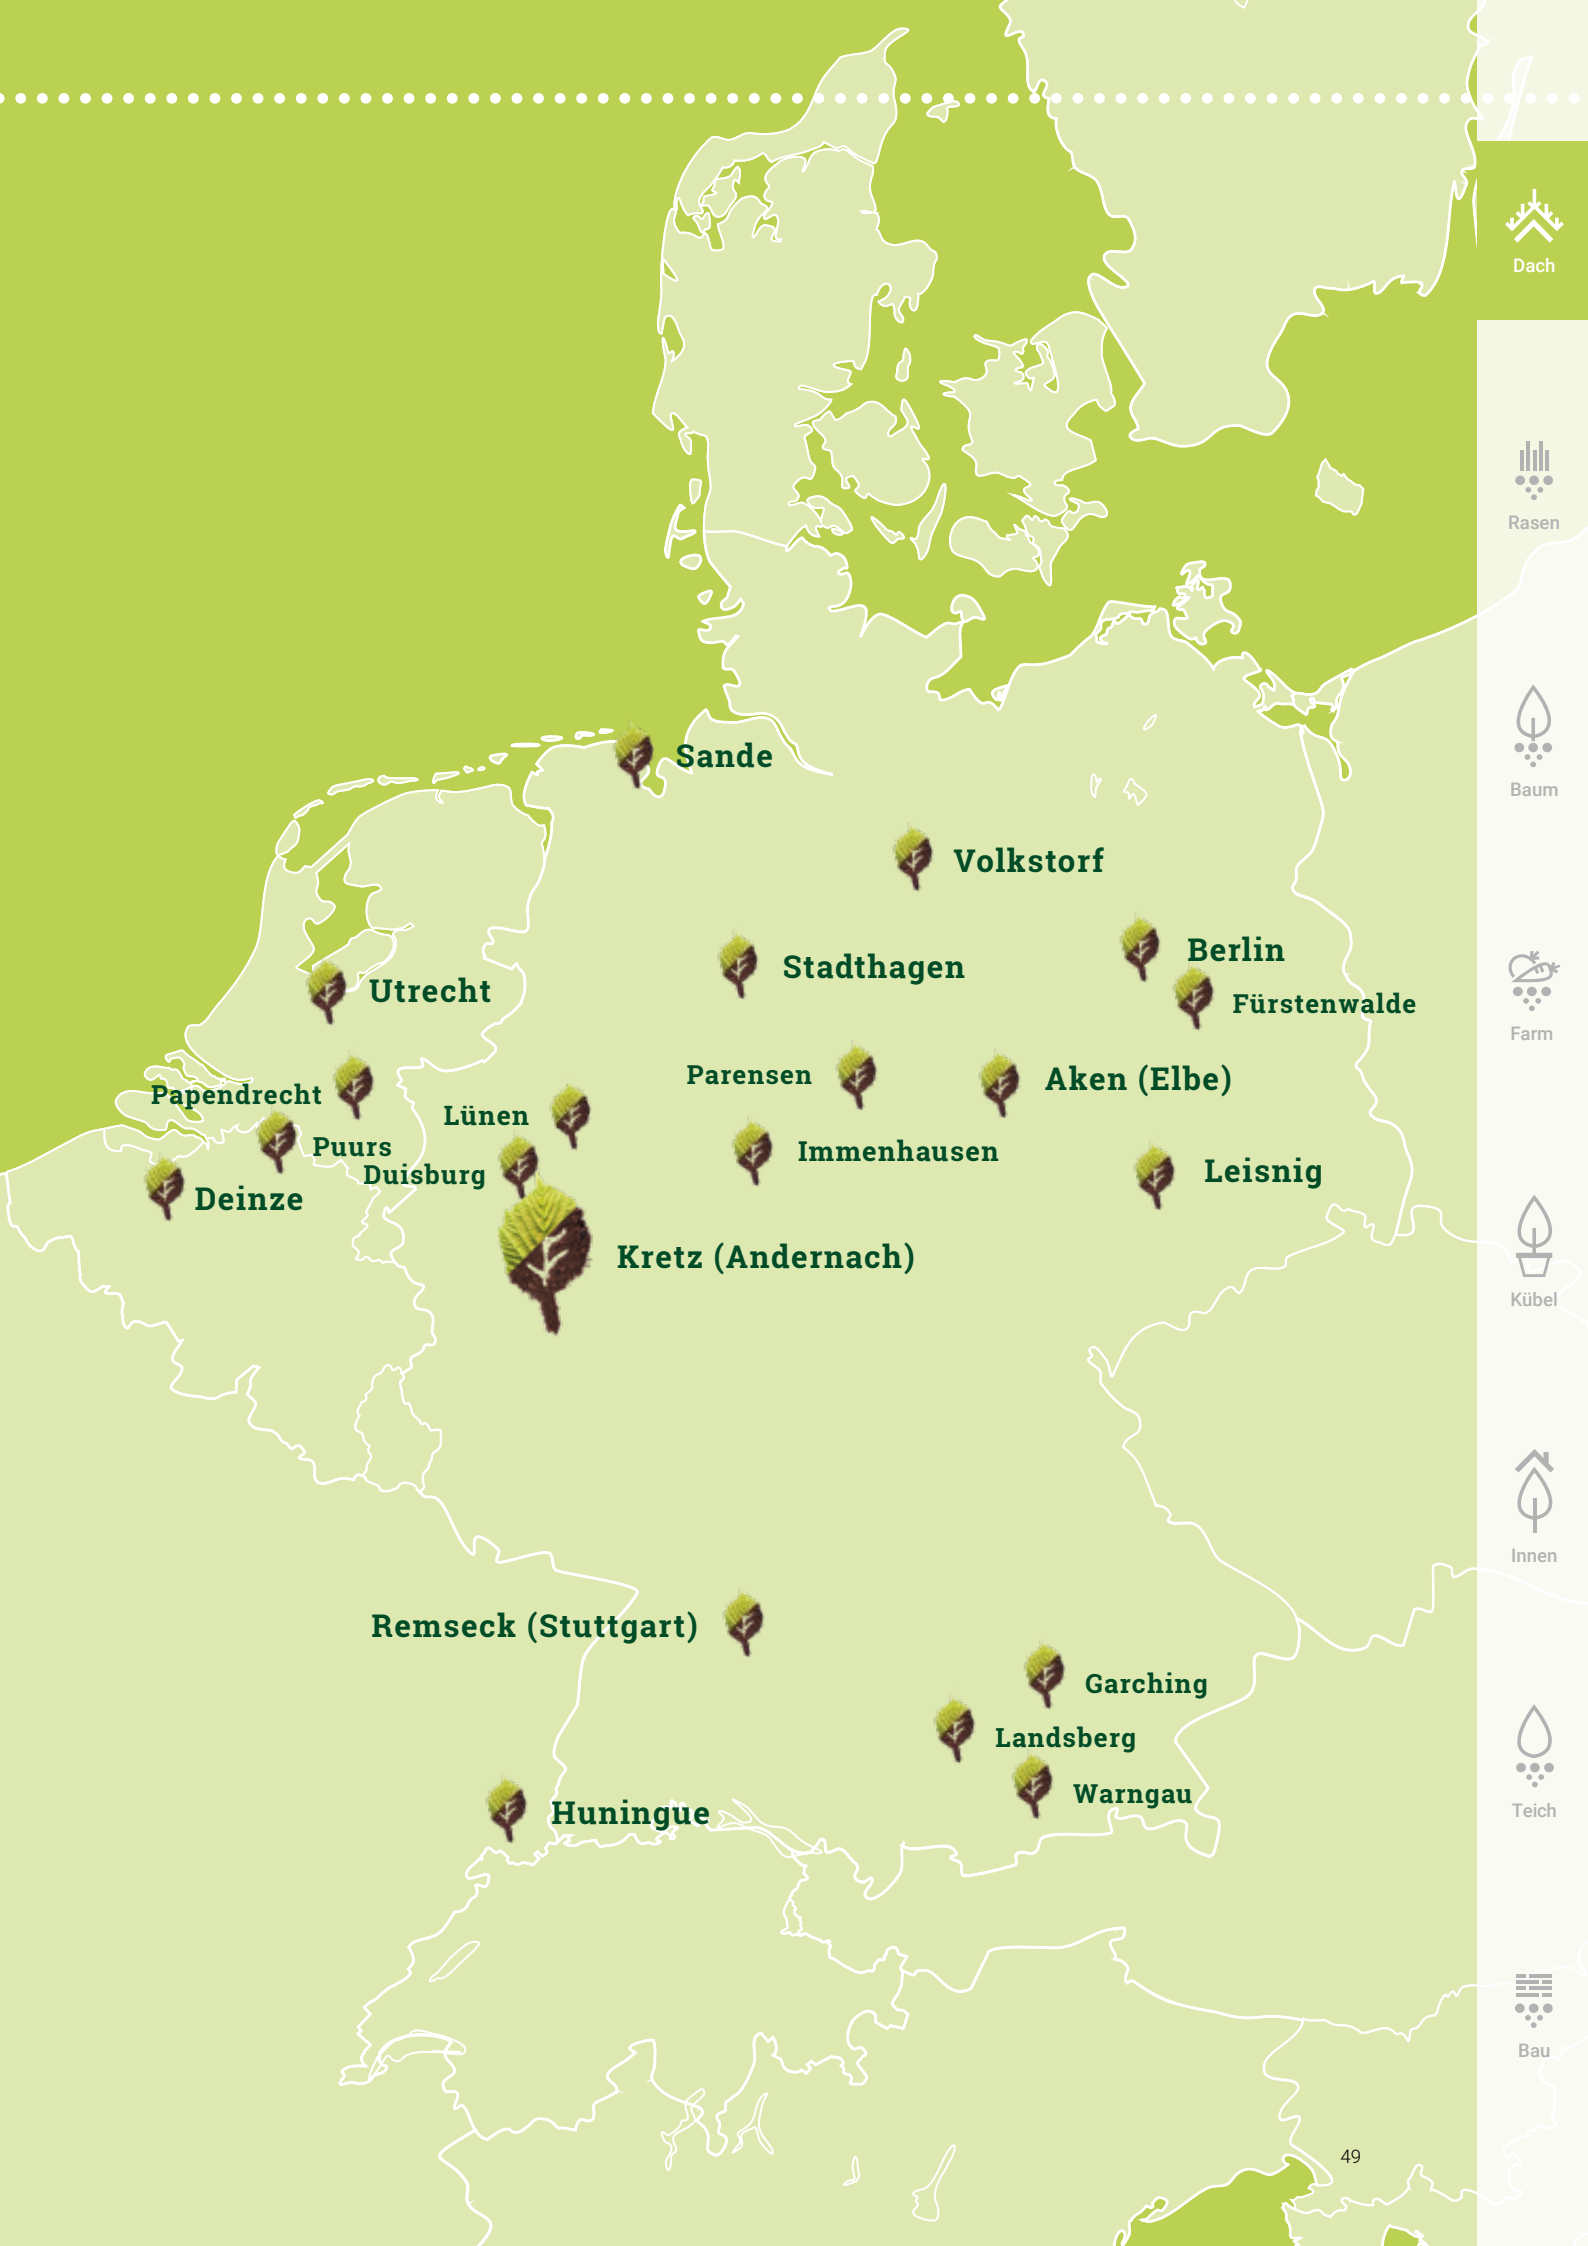 Dach
Rasen
Sande
Baum
Volkstorf
Berlin
Stadthagen
Utrecht
Fürstenwalde
Farm
Parensen
Aken (Elbe)
Papendrecht
Lünen
Puurs
Immenhausen
Duisburg
Leisnig
Deinze
Kretz (Andernach)
Kübel
Innen
Remseck (Stuttgart)
Garching
Landsberg
Warngau
Teich
Huningue
Bau
49